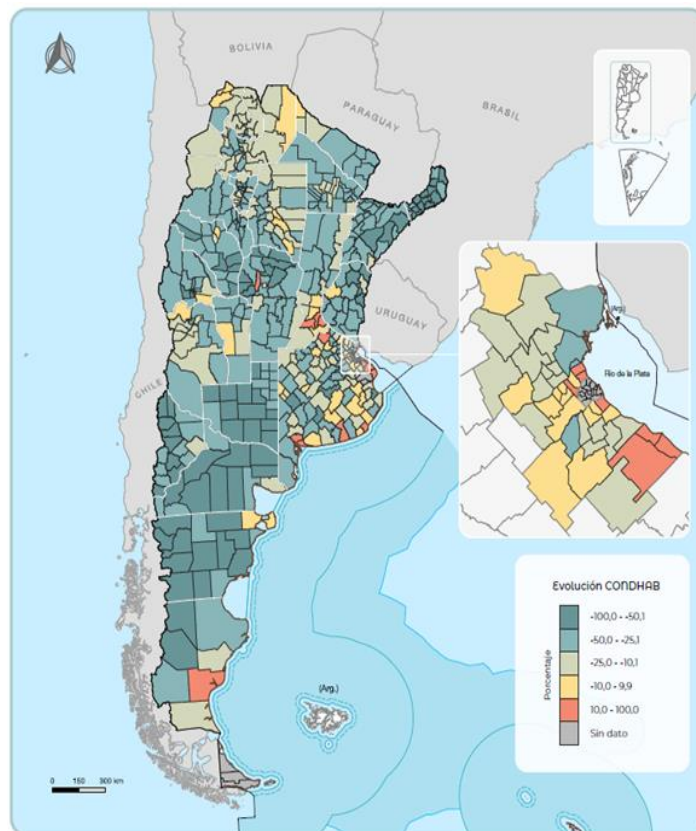 BOLIVIA
PARAGUAY
BRASIL
URUGUAY
CHILE
(Arg.)
Río de la Plata
(Arg.)
Evolución CONDHAB
Porcentaje
-100,0 - -50,1
-50,0 - -25,1
-25,0 - -10,1
-10,0 - 9,9
10,0 - 100,0
Sin dato
0 150 300 km